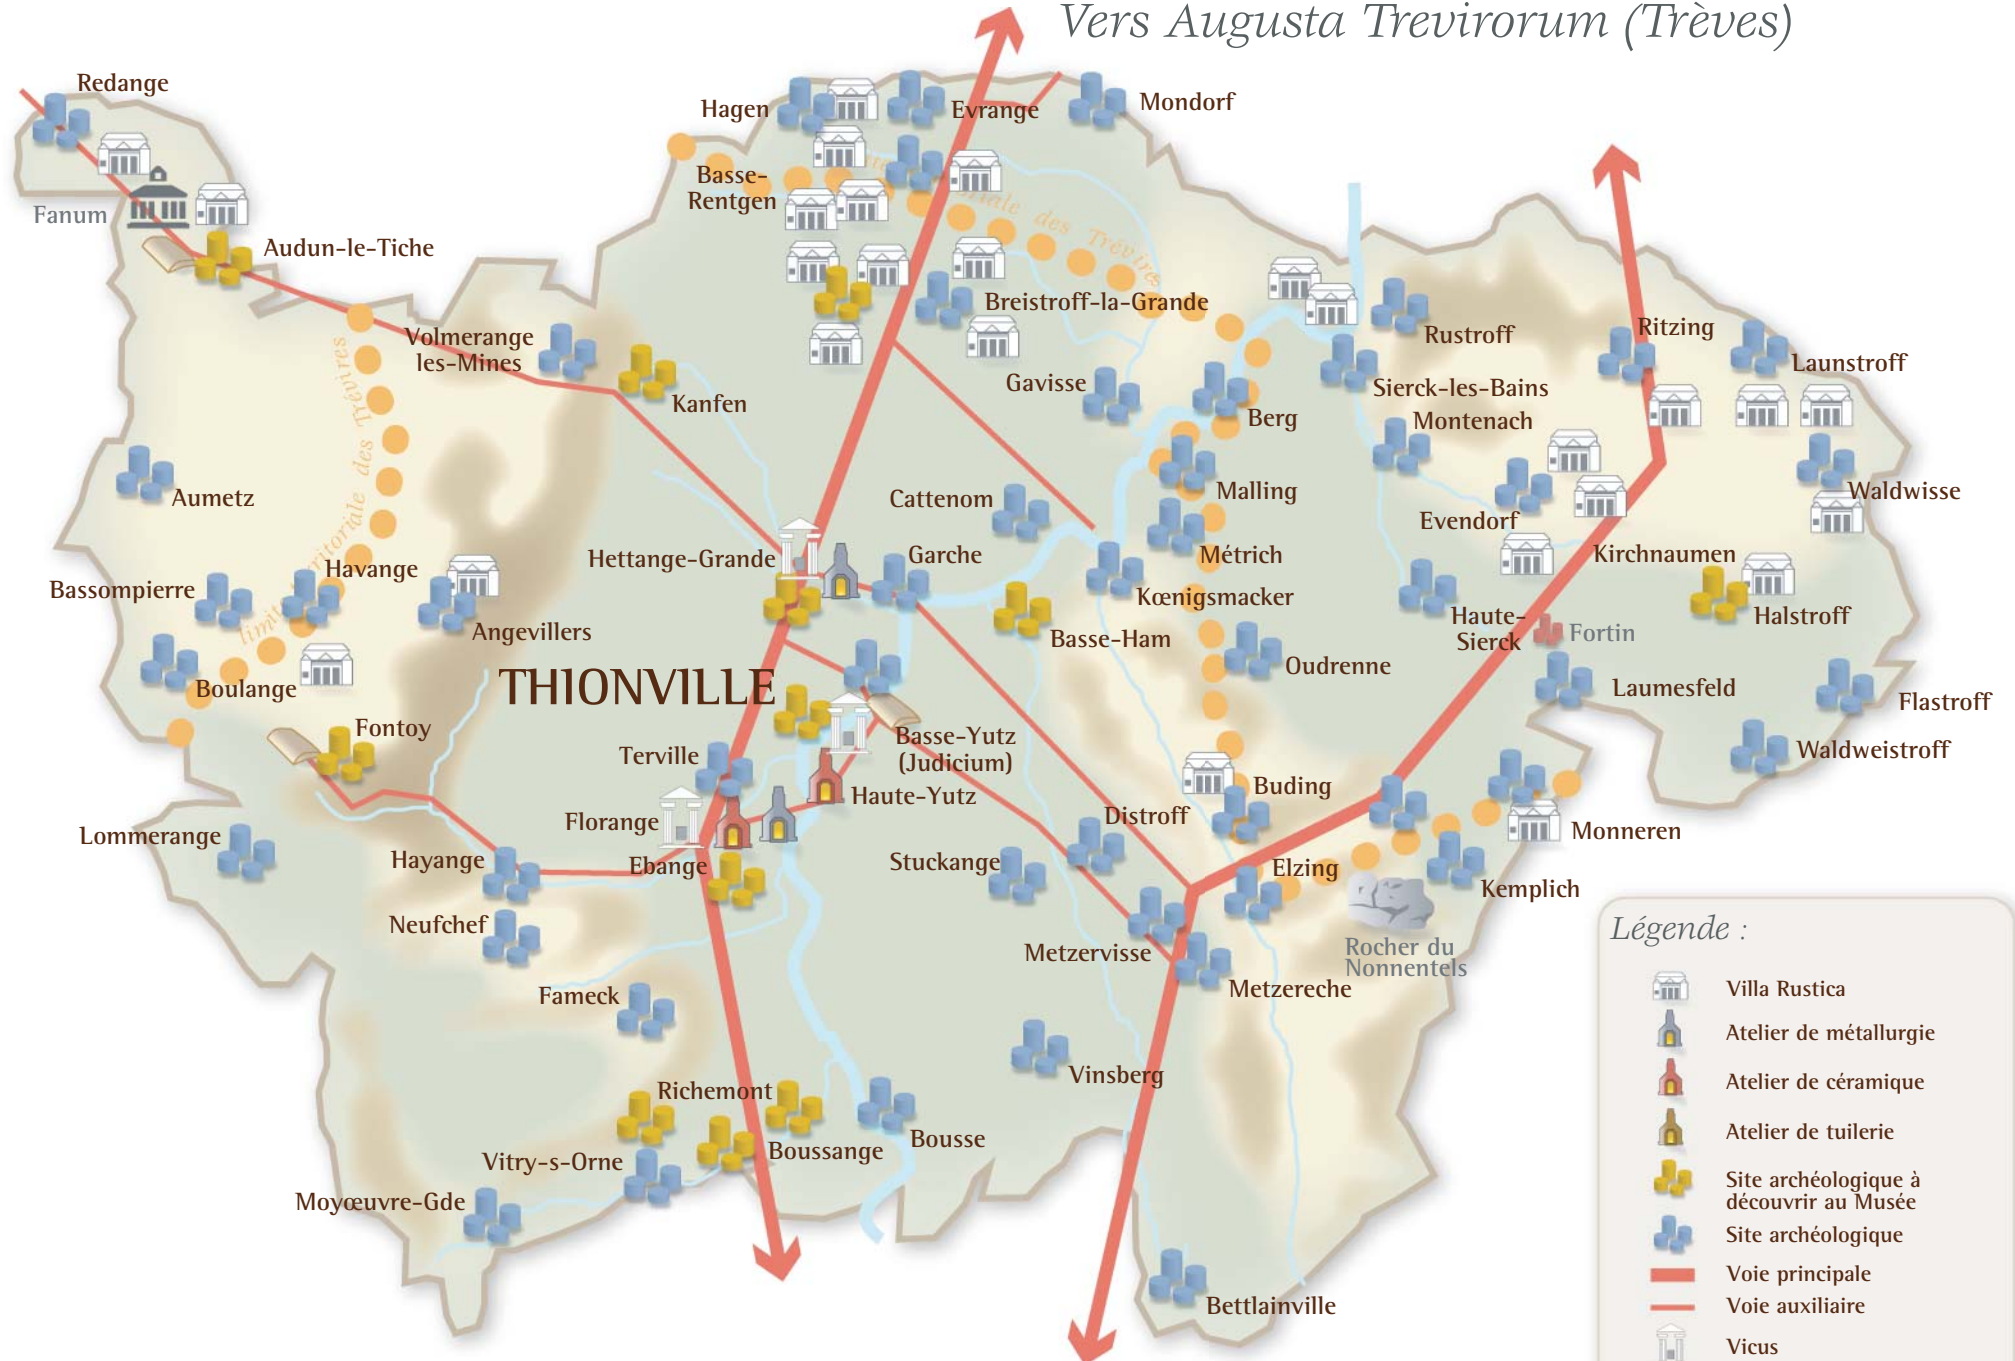 Vers Augusta Trevirorum (Trèves)
Redange
Hagen
Evrange
Mondorf
Basse-
Rentgen
Fanum
Audun-le-Tiche
limite territoriale des Trévires
Breistroff-la-Grande
Volmerange
les-Mines
Kanfen
Rustroff
Ritzing
Launstroff
Gavisse
Berg
Sierck-les-Bains
Montenach
Aumetz
Cattenom
Malling
Waldwisse
Evendorf
Hettange-Grande
Garche
Métrich
Kirchnaumen
Havange
Bassompierre
Kœnigsmacker
Angevillers
Basse-Ham
Haute-
Sierck
Fortin
Halstroff
Oudrenne
THIONVILLE
Boulange
Laumesfeld
Flastroff
Fontoy
Terville
Basse-Yutz
(Judicium)
Waldweistroff
Haute-Yutz
Buding
Distroff
Florange
Lommerange
Monneren
Hayange
Ebange
Stuckange
Elzing
Kemplich
Neufchef
Metzervisse
Rocher du
Nonnentels
Metzereche
Fameck
Vinsberg
Richemont
Boussange
Bousse
Vitry-s-Orne
Moyœuvre-Gde
Bettlainville
Légende :
Villa Rustica
Atelier de métallurgie
Atelier de céramique
Atelier de tuilerie
Site archéologique à
découvrir au Musée
Site archéologique
Voie principale
Voie auxiliaire
Vicus